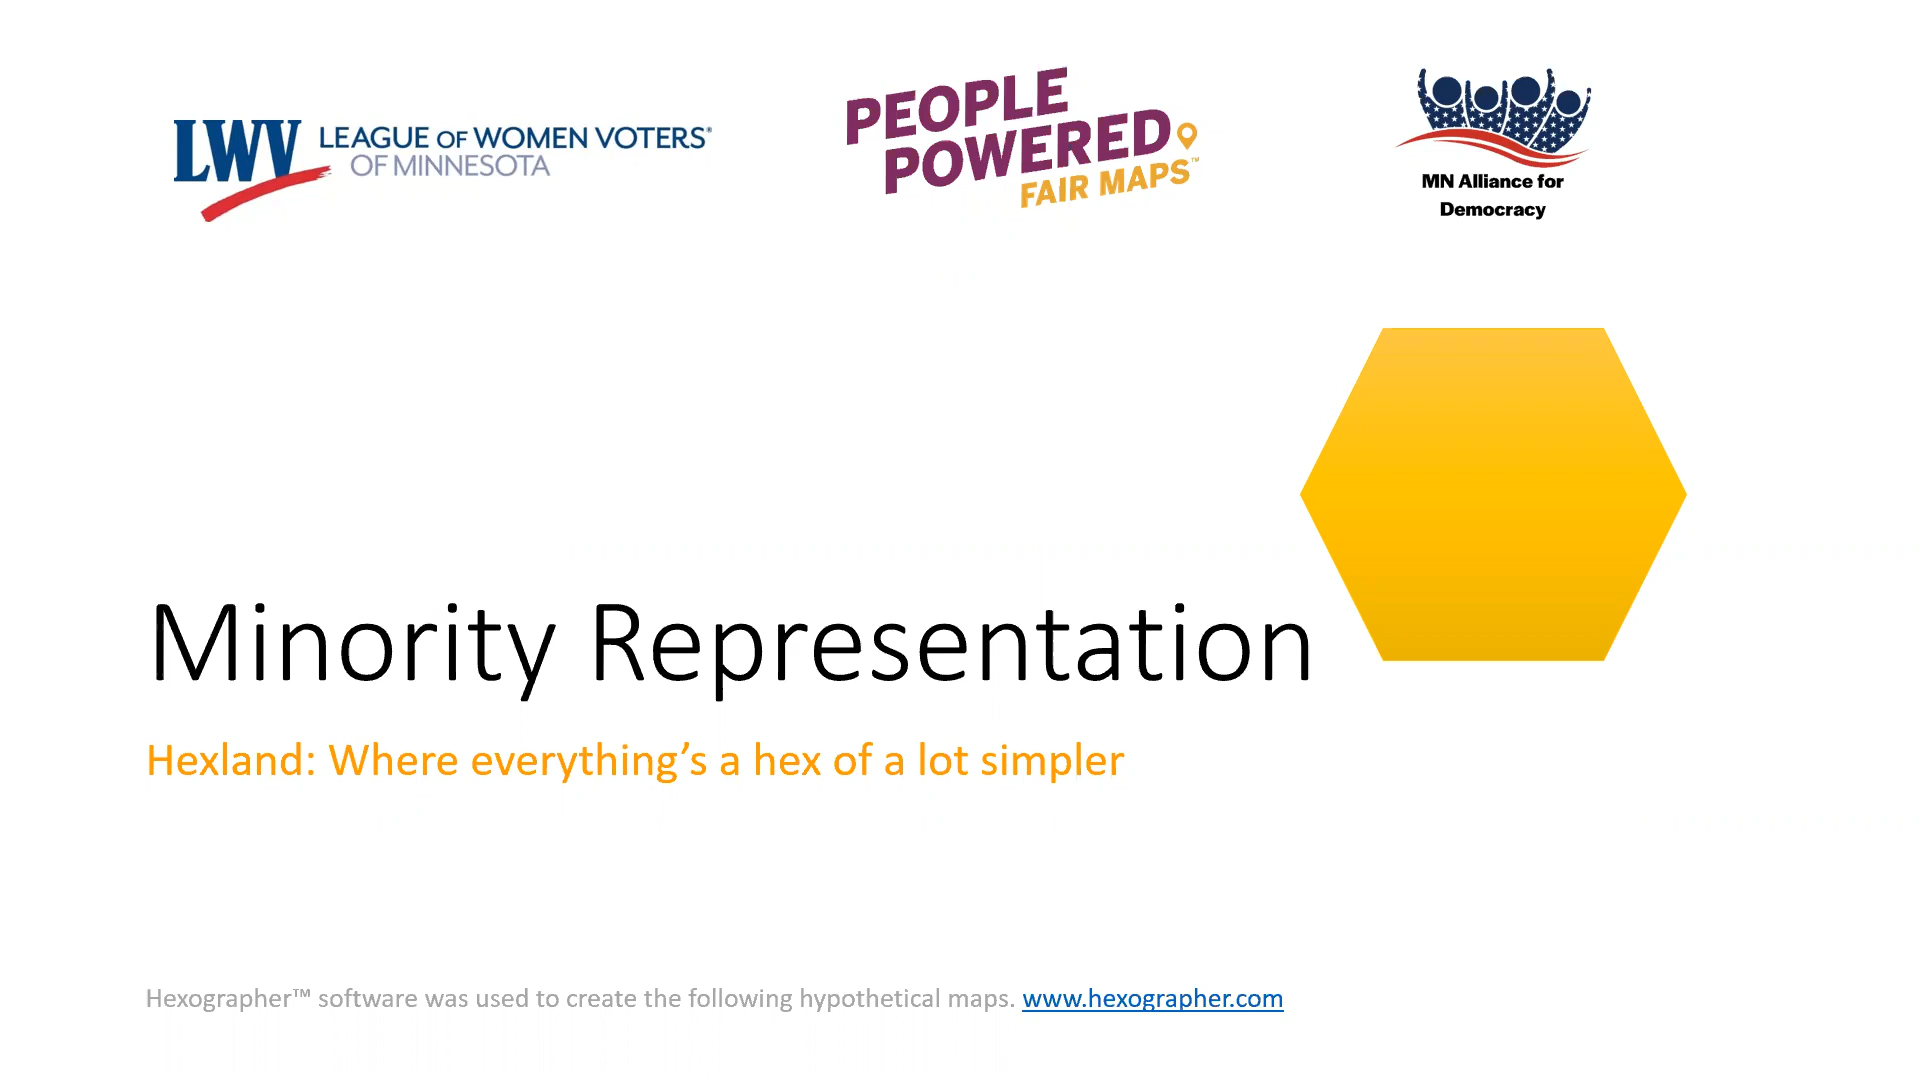 LWV LEAGUE OF WOMEN VOTERS®
OF MINNESOTA
PEOPLE
POWERED
FAIR MAPS™
MN Alliance for
Democracy
Minority Representation
Hexland: Where everything’s a hex of a lot simpler
Hexographer™ software was used to create the following hypothetical maps. www.hexographer.com